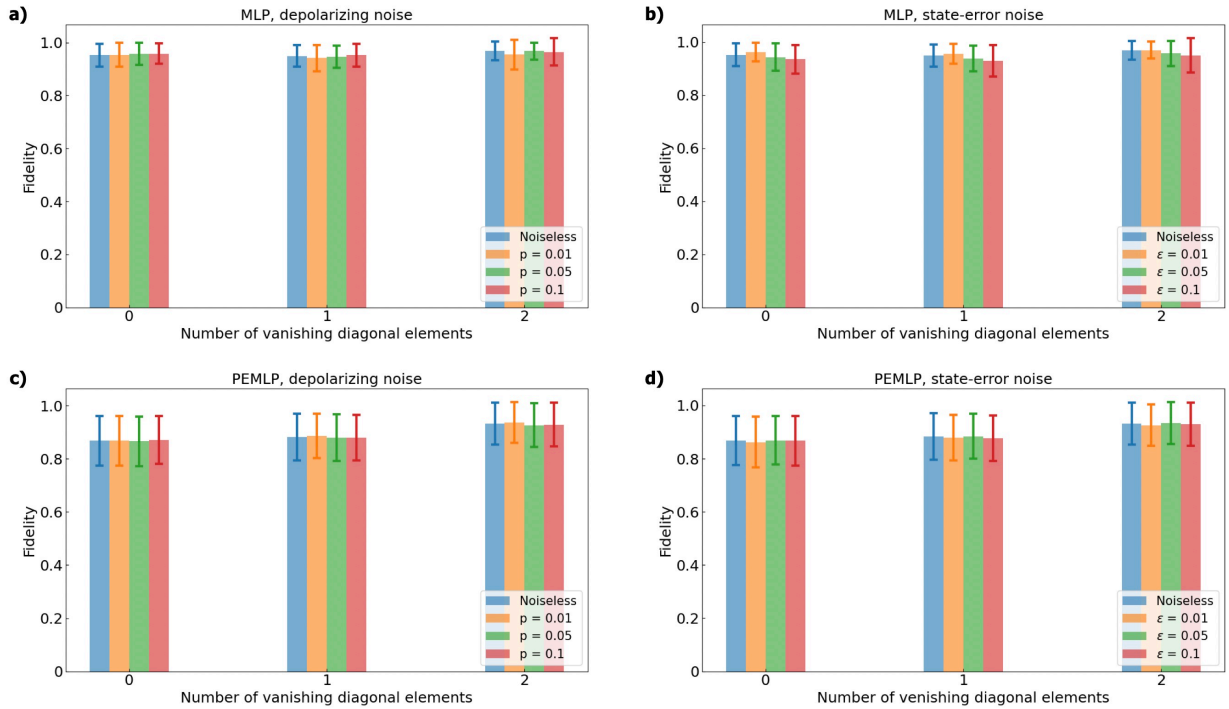 a)
MLP, depolarizing noise
Fidelity
1.0
0.8
0.6
0.4
0.2
0
0 1 2
Number of vanishing diagonal elements
Noiseless
p = 0.01
p = 0.05
p = 0.1
b)
MLP, state-error noise
Fidelity
1.0
0.8
0.6
0.4
0.2
0
0 1 2
Number of vanishing diagonal elements
Noiseless
ε = 0.01
ε = 0.05
ε = 0.1
c)
PEMLP, depolarizing noise
Fidelity
1.0
0.8
0.6
0.4
0.2
0
0 1 2
Number of vanishing diagonal elements
Noiseless
p = 0.01
p = 0.05
p = 0.1
d)
PEMLP, state-error noise
Fidelity
1.0
0.8
0.6
0.4
0.2
0
0 1 2
Number of vanishing diagonal elements
Noiseless
ε = 0.01
ε = 0.05
ε = 0.1